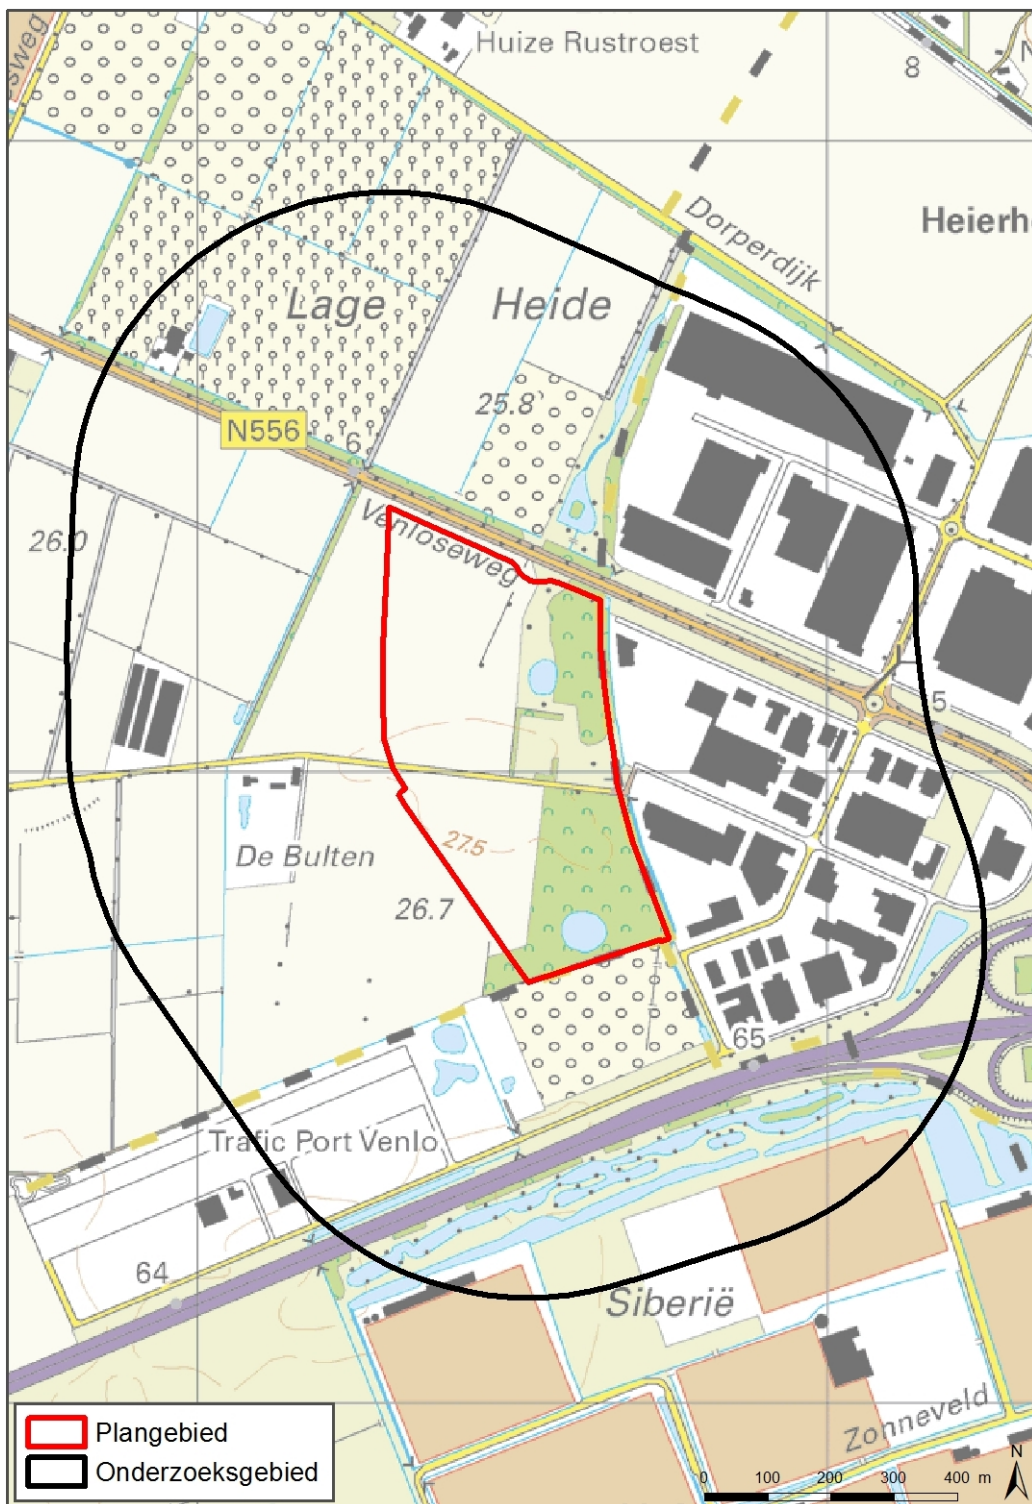 Huize Rustroest
8
Dorperdijk
Lage
Heide
25.8
N556
6
26.0
Venloseweg
5
27.5
De Bulten
26.7
65
Trafic Port Venlo
64
Siberië
Zonneveld
Plangebied
Onderzoeksgebied
N
0 100 200 300 400 m